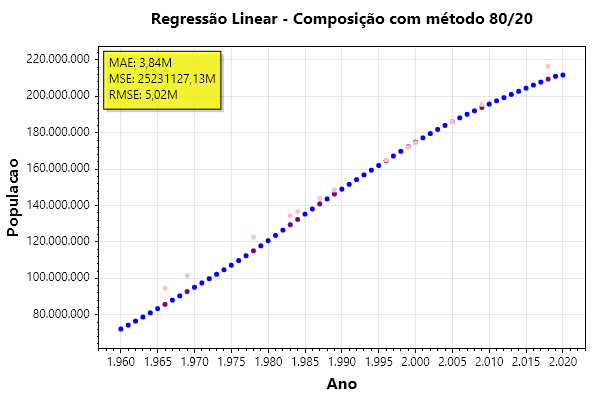 Regressão Linear - Composição com método 80/20
MAE: 3,84M
MSE: 25231127,13M
RMSE: 5,02M
220.000.000
200.000.000
180.000.000
160.000.000
140.000.000
120.000.000
100.000.000
80.000.000
Populacao
1.960 1.965 1.970 1.975 1.980 1.985 1.990 1.995 2.000 2.005 2.010 2.015 2.020
Ano